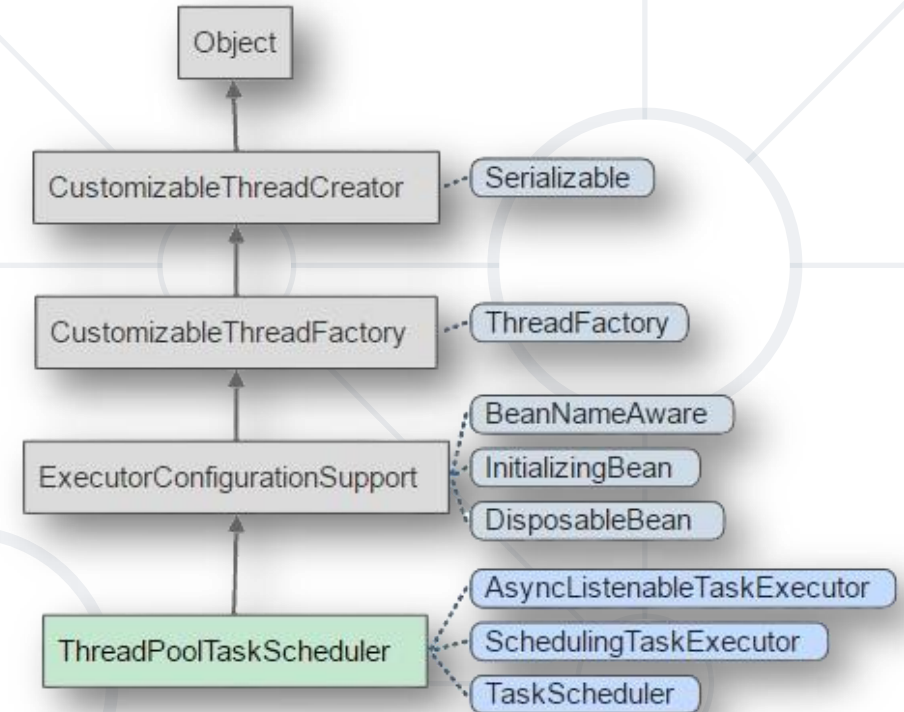 Object
CustomizableThreadCreator
Serializable
CustomizableThreadFactory
ThreadFactory
BeanNameAware
InitializingBean
ExecutorConfigurationSupport
DisposableBean
AsyncListenableTaskExecutor
SchedulingTaskExecutor
ThreadPoolTaskScheduler
TaskScheduler